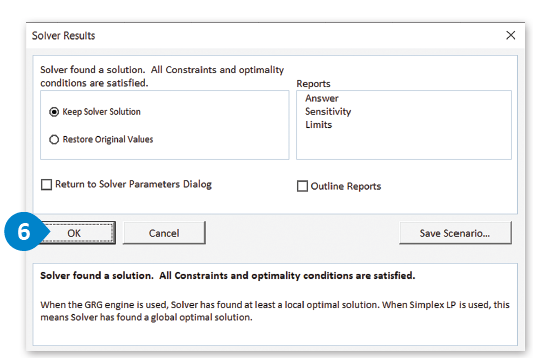 Solver Results
Solver found a solution. All Constraints and optimality
conditions are satisfied.
Keep Solver Solution
Restore Original Values
Reports
Answer
Sensitivity
Limits
Return to Solver Parameters Dialog
Outline Reports
6
OK
Cancel
Save Scenario...
Solver found a solution. All Constraints and optimality conditions are satisfied.
When the GRG engine is used, Solver has found at least a local optimal solution. When Simplex LP is used, this
means Solver has found a global optimal solution.